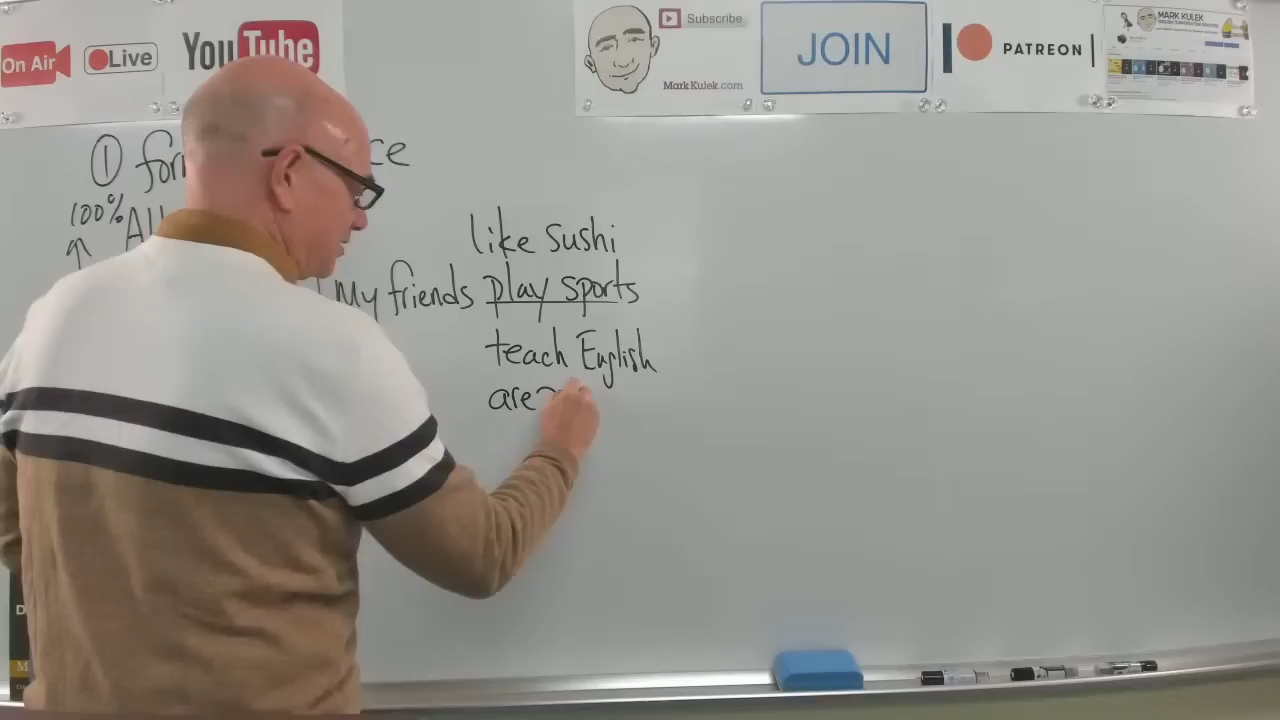 On Air
Live
YouTube
Subscribe
MarkKulek.com
JOIN
PATREON
MARK KULEK
①
100%
All
like sushi
My friends play sports
teach English
are